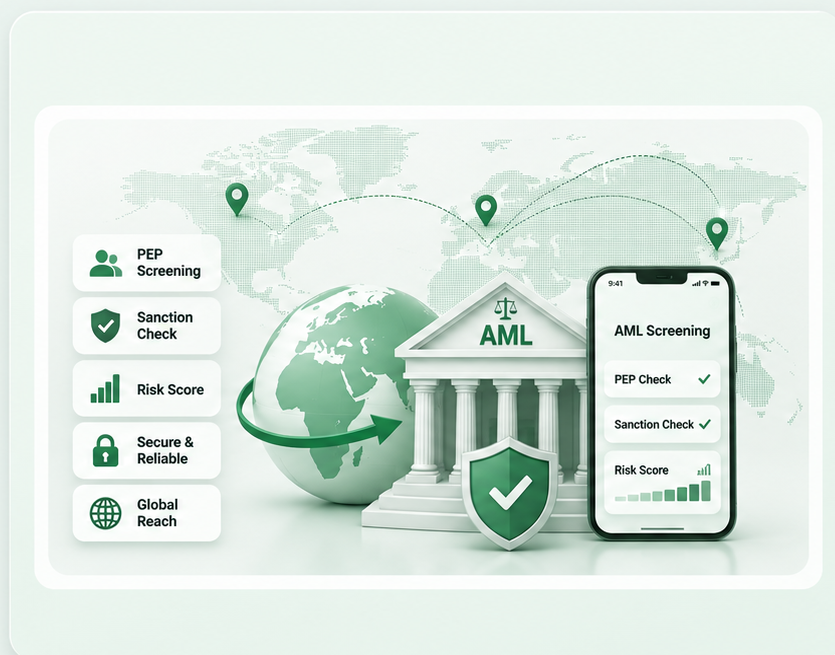 PEP
Screening
Sanction
Check
Risk Score
Secure &
Reliable
Global
Reach
AML
9:41
AML Screening
PEP Check
Sanction Check
Risk Score